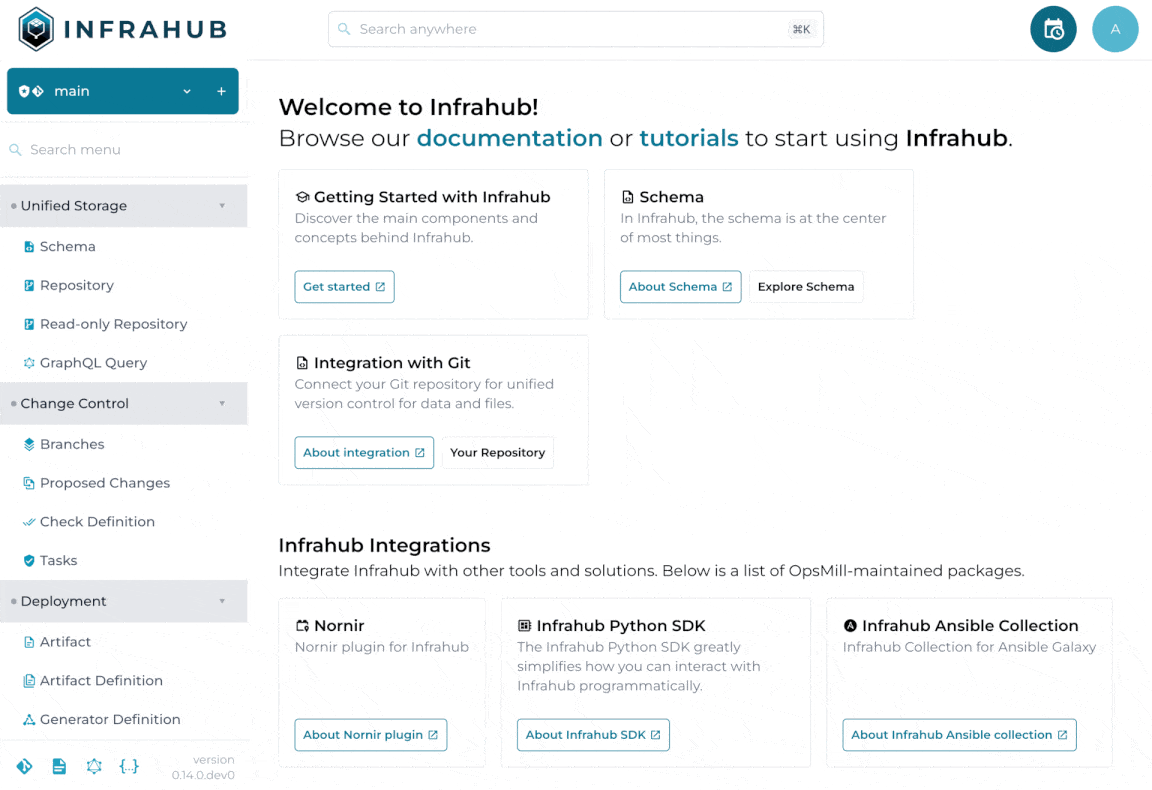 INFRAHUB
Search anywhere
⌘K
A
main
+
Search menu
Unified Storage
Schema
Repository
Read-only Repository
GraphQL Query
Change Control
Branches
Proposed Changes
Check Definition
Tasks
Deployment
Artifact
Artifact Definition
Generator Definition
{..}
version
0.14.0.dev0
Welcome to Infrahub!
Browse our documentation or tutorials to start using Infrahub.
Getting Started with Infrahub
Discover the main components and
concepts behind Infrahub.
Get started
Schema
In Infrahub, the schema is at the center
of most things.
About Schema
Explore Schema
Integration with Git
Connect your Git repository for unified
version control for data and files.
About integration
Your Repository
Infrahub Integrations
Integrate Infrahub with other tools and solutions. Below is a list of OpsMill-maintained packages.
Nornir
Nornir plugin for Infrahub
About Nornir plugin
Infrahub Python SDK
The Infrahub Python SDK greatly
simplifies how you can interact with
Infrahub programmatically.
About Infrahub SDK
Infrahub Ansible Collection
Infrahub Collection for Ansible Galaxy
About Infrahub Ansible collection